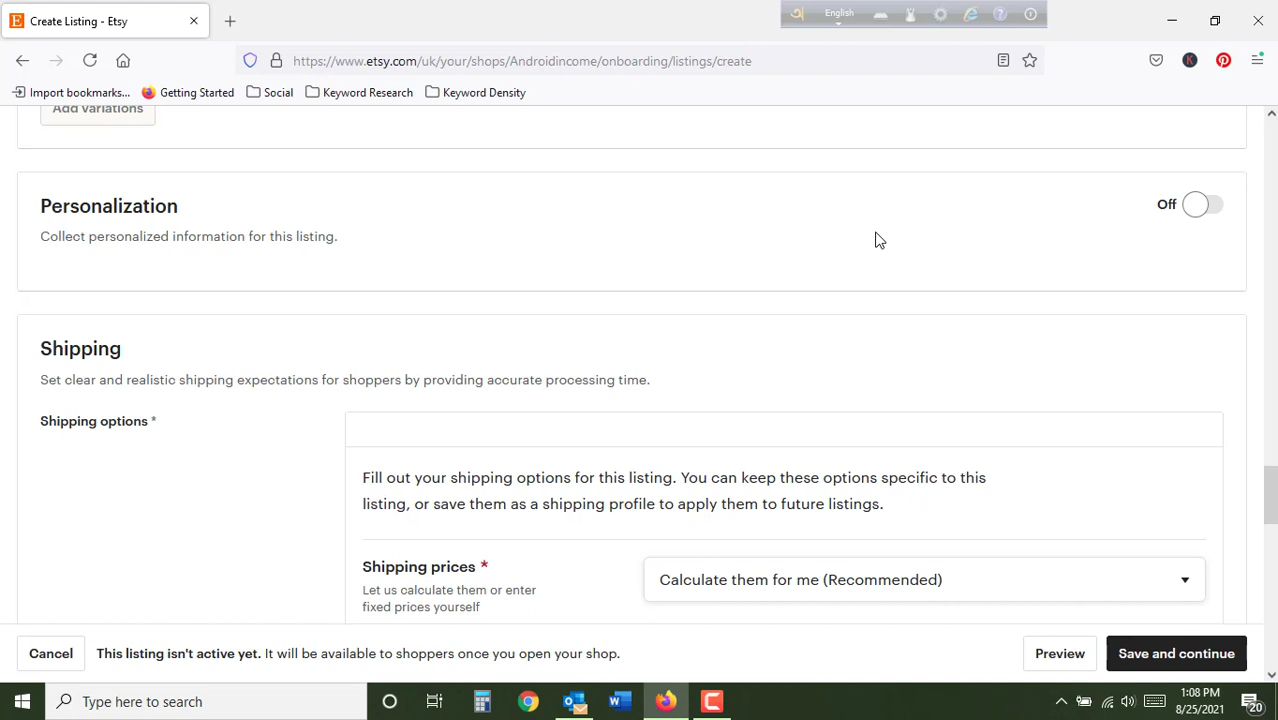 Create Listing - Etsy
English
https://www.etsy.com/uk/your/shops/Androidincome/onboarding/listings/create
K
Import bookmarks...
Getting Started
Social
Keyword Research
Keyword Density
Add variations
Personalization
Off
Collect personalized information for this listing.
Shipping
Set clear and realistic shipping expectations for shoppers by providing accurate processing time.
Shipping options *
Fill out your shipping options for this listing. You can keep these options specific to this
listing, or save them as a shipping profile to apply them to future listings.
Shipping prices *
Let us calculate them or enter
fixed prices yourself
Calculate them for me (Recommended)
Cancel
This listing isn't active yet. It will be available to shoppers once you open your shop.
Preview
Save and continue
Type here to search
1:08 PM
8/25/2021
20